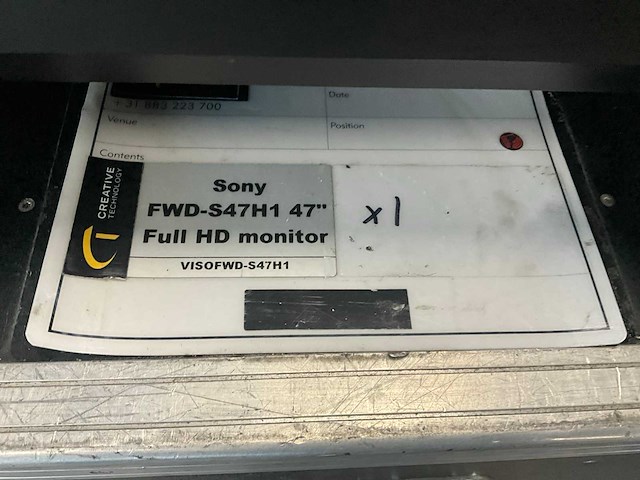 +31 883 223 700
Date
Venue
Position
Contents
CREATIVE
TECHNOLOGY
Sony
FWD-S47H1 47"
Full HD monitor
VISOFWD-S47H1
x1